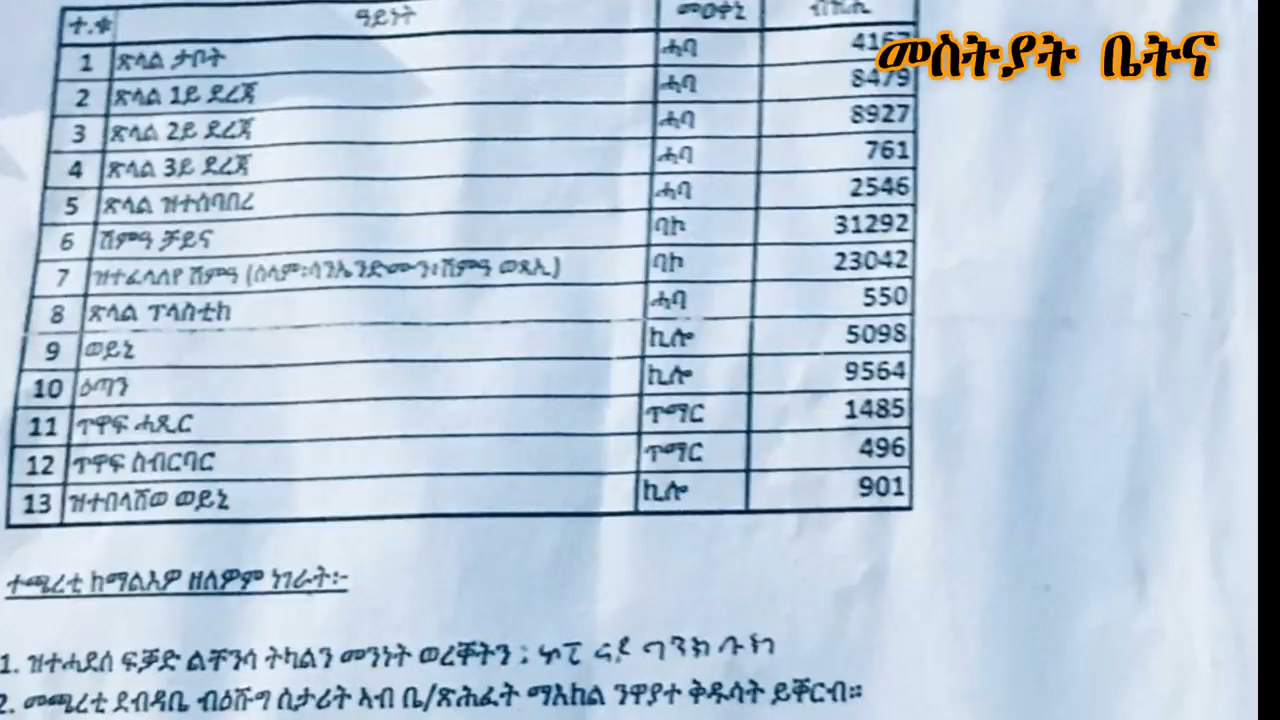 መስትያት ቤትና
ተ.ቁ ዓይነት መዐቀኒ ብዝሒ
1 ጽላል ታቦት ሓባ
2 ጽላል 1ይ ደረጃ ሓባ 8479
3 ጽላል 2ይ ደረጃ ሓባ 8927
4 ጽላል 3ይ ደረጃ ሓባ 761
5 ጽላል ዝተሰባበረ ሓባ 2546
6 ሽምዓ ቻይና ባኮ 31292
7 ዝተፈላለየ ሽምዓ (ሰላም፡ሳንኤንድሙን፡ሽምዓ ወጻኢ) ባኮ 23042
8 ጽላል ፕላስቲክ ሓባ 550
9 ወይኒ ኪሎ 5098
10 ዕጣን ኪሎ 9564
11 ጥዋፍ ሓጺር ጥማር 1485
12 ጥዋፍ ስብርባር ጥማር 496
13 ዝተበላሸወ ወይኒ ኪሎ 901
ተጫረቲ ከማልእዎ ዘለዎም ነገራት፡-
1. ዝተሓደሰ ፍቓድ ልቸንሳ ትካልን መንነት ወረቐትን ;
2. መጫረቲ ደብዳቤ ብዕሹግ ሰታሪት ኣብ ቤ/ጽሕፈት ማእከል ንዋያተ ቅዱሳት ይቐርብ።